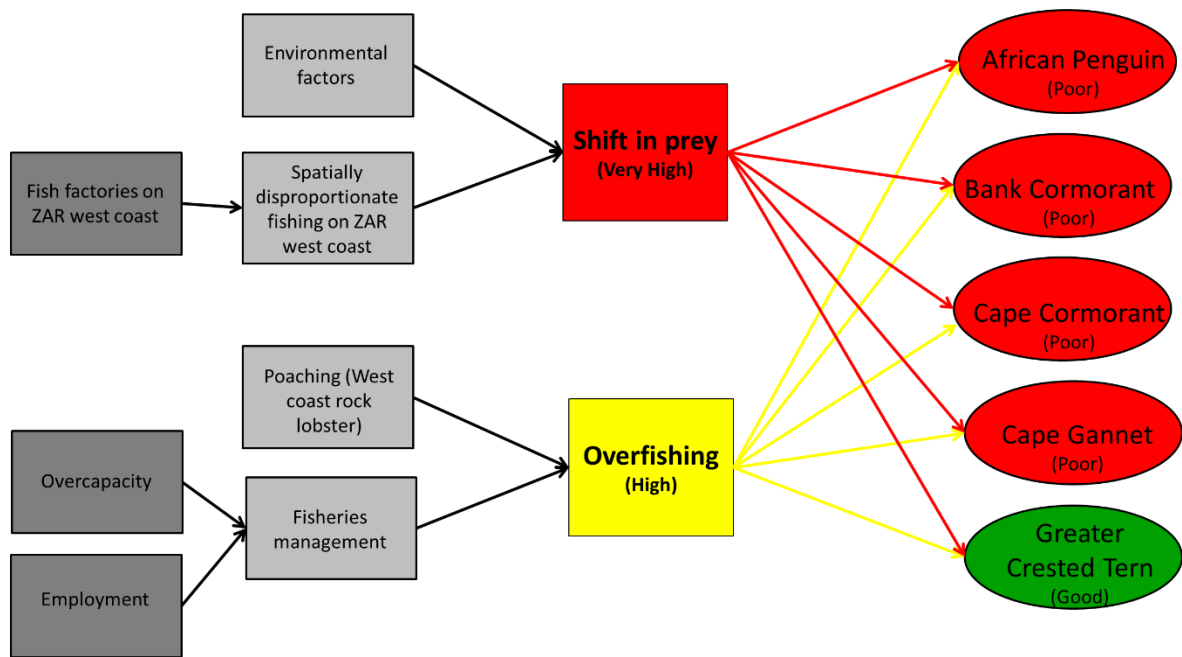 Environmental
factors
Fish factories on
ZAR west coast
Spatially
disproportionate
fishing on ZAR
west coast
Shift in prey
(Very High)
Poaching (West
coast rock
lobster)
Overcapacity
Employment
Fisheries
management
Overfishing
(High)
African Penguin
(Poor)
Bank Cormorant
(Poor)
Cape Cormorant
(Poor)
Cape Gannet
(Poor)
Greater
Crested Tern
(Good)